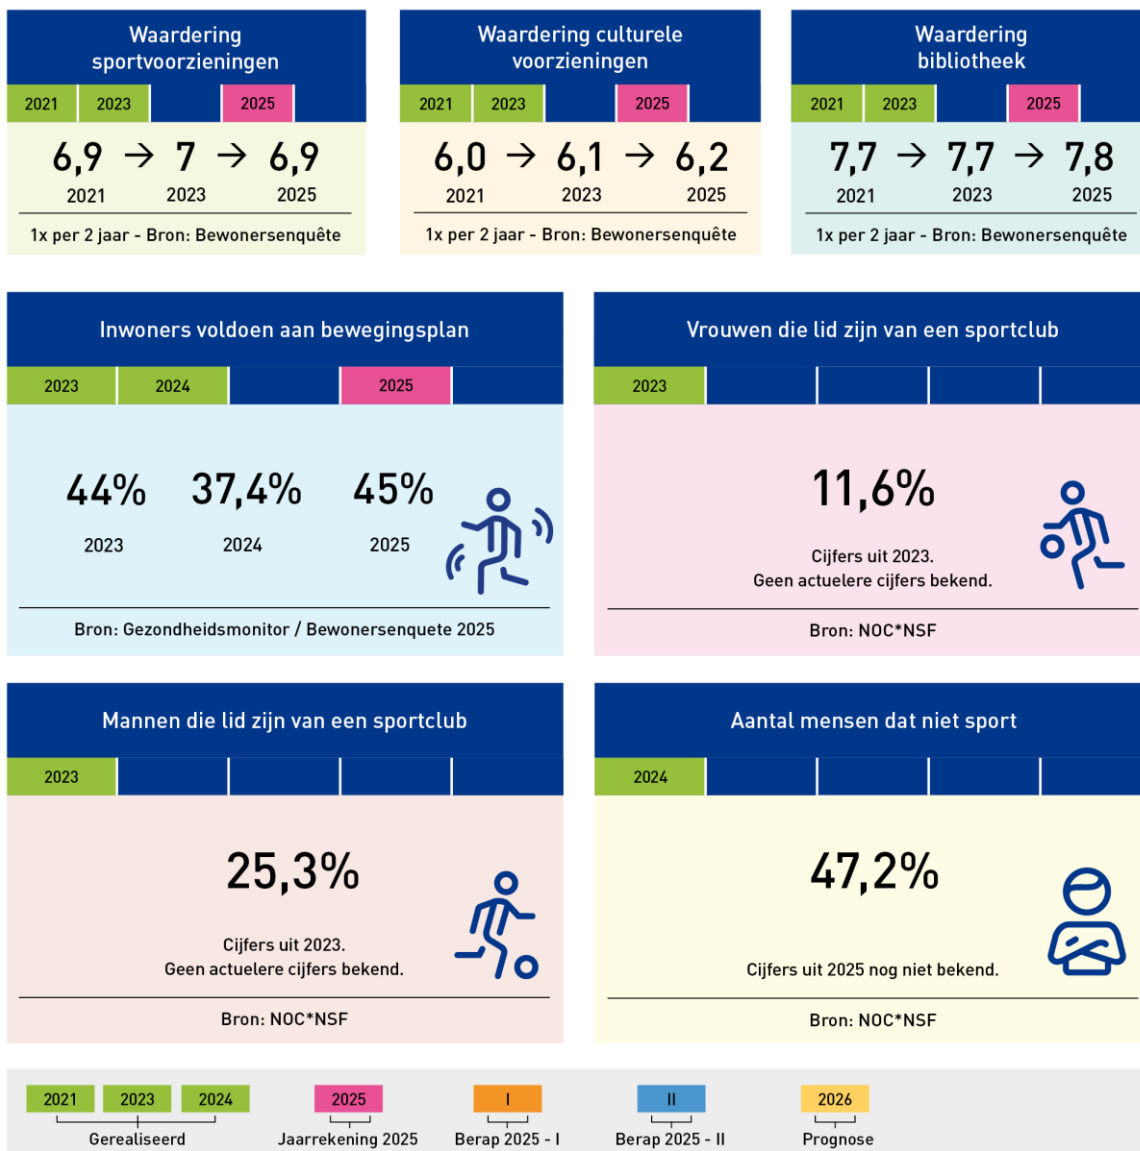 Waardering
sportvoorzieningen
2021 2023 2025
6,9 → 7 → 6,9
2021 2023 2025
1x per 2 jaar - Bron: Bewonersenquête
Waardering culturele
voorzieningen
2021 2023 2025
6,0 → 6,1 → 6,2
2021 2023 2025
1x per 2 jaar - Bron: Bewonersenquête
Waardering
bibliotheek
2021 2023 2025
7,7 → 7,7 → 7,8
2021 2023 2025
1x per 2 jaar - Bron: Bewonersenquête
Inwoners voldoen aan bewegingsplan
2023 2024 2025
44% 37,4% 45%
2023 2024 2025
Bron: Gezondheidsmonitor / Bewonersenquete 2025
Vrouwen die lid zijn van een sportclub
2023
11,6%
Cijfers uit 2023.
Geen actuelere cijfers bekend.
Bron: NOC*NSF
Mannen die lid zijn van een sportclub
2023
25,3%
Cijfers uit 2023.
Geen actuelere cijfers bekend.
Bron: NOC*NSF
Aantal mensen dat niet sport
2024
47,2%
Cijfers uit 2025 nog niet bekend.
Bron: NOC*NSF
2021 2023 2024 2025 I II 2026
Gerealiseerd Jaarrekening 2025 Berap 2025 - I Berap 2025 - II Prognose